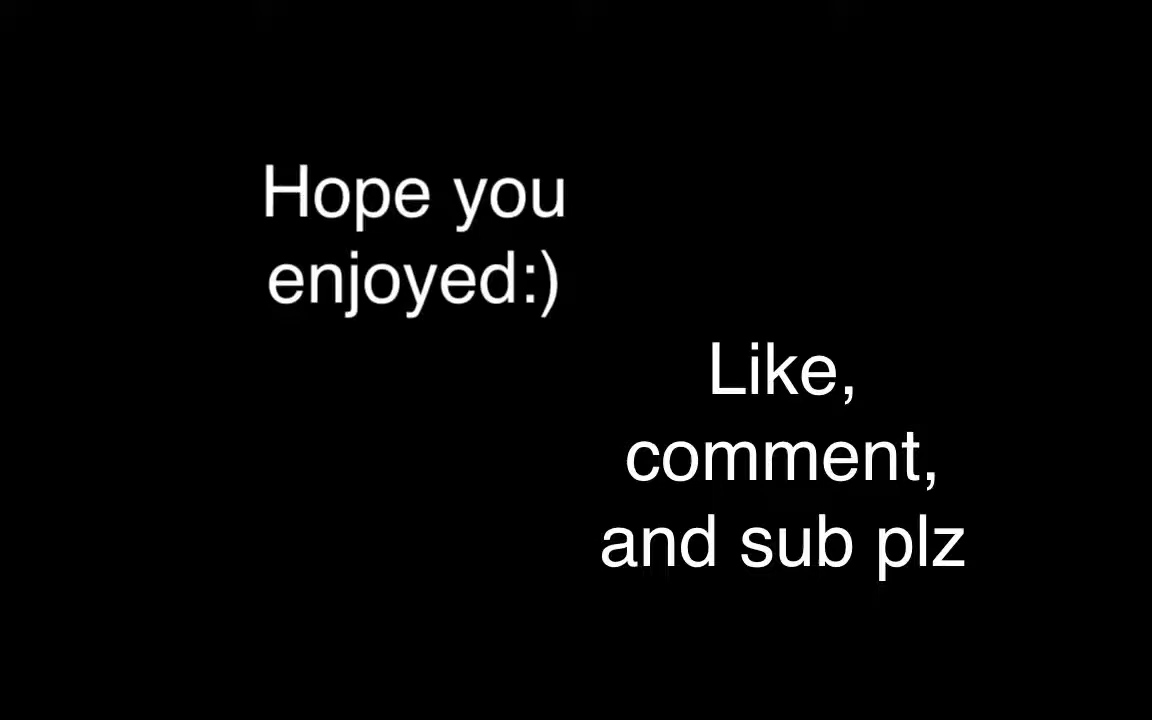 Hope you
enjoyed:)
Like,
comment,
and sub plz